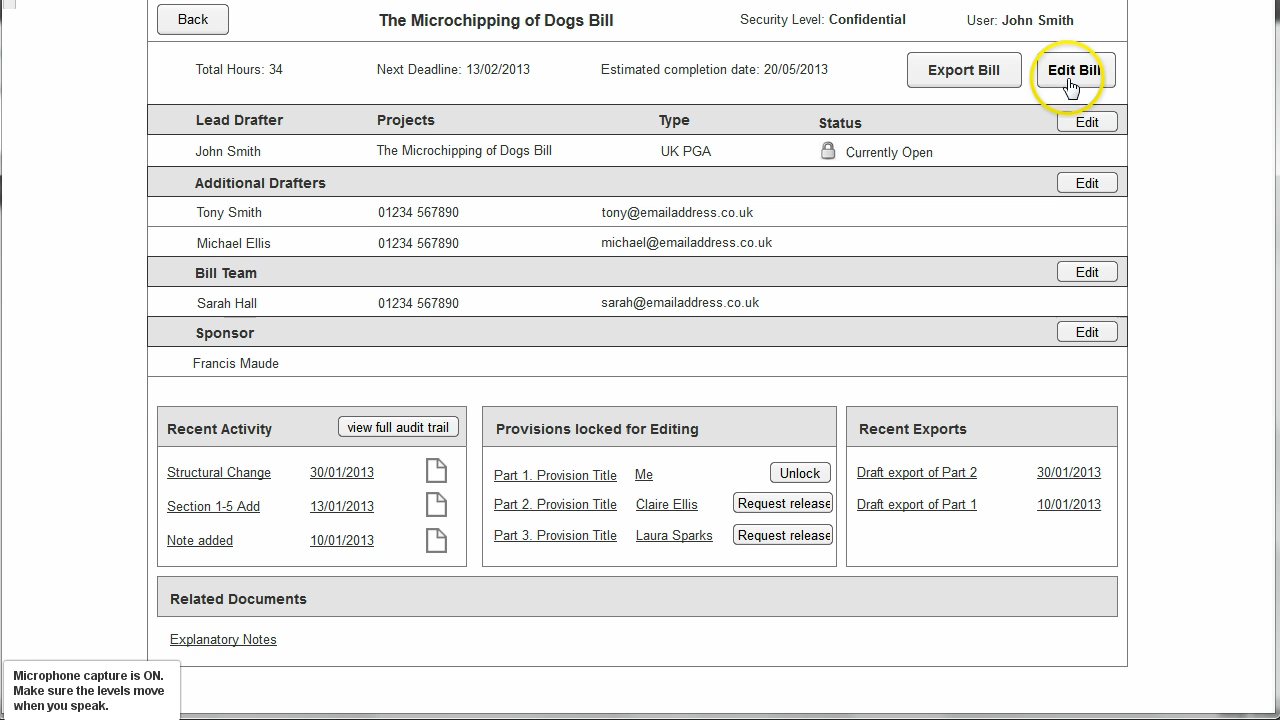 Back The Microchipping of Dogs Bill Security Level: Confidential User: John Smith
Total Hours: 34 Next Deadline: 13/02/2013 Estimated completion date: 20/05/2013 Export Bill Edit Bill
Lead Drafter Projects Type Status Edit
John Smith The Microchipping of Dogs Bill UK PGA Currently Open
Additional Drafters Edit
Tony Smith 01234 567890 tony@emailaddress.co.uk
Michael Ellis 01234 567890 michael@emailaddress.co.uk
Bill Team Edit
Sarah Hall 01234 567890 sarah@emailaddress.co.uk
Sponsor Edit
Francis Maude
Recent Activity view full audit trail
Structural Change 30/01/2013
Section 1-5 Add 13/01/2013
Note added 10/01/2013
Provisions locked for Editing
Part 1. Provision Title Me Unlock
Part 2. Provision Title Claire Ellis Request release
Part 3. Provision Title Laura Sparks Request release
Recent Exports
Draft export of Part 2 30/01/2013
Draft export of Part 1 10/01/2013
Related Documents
Explanatory Notes
Microphone capture is ON.
Make sure the levels move
when you speak.